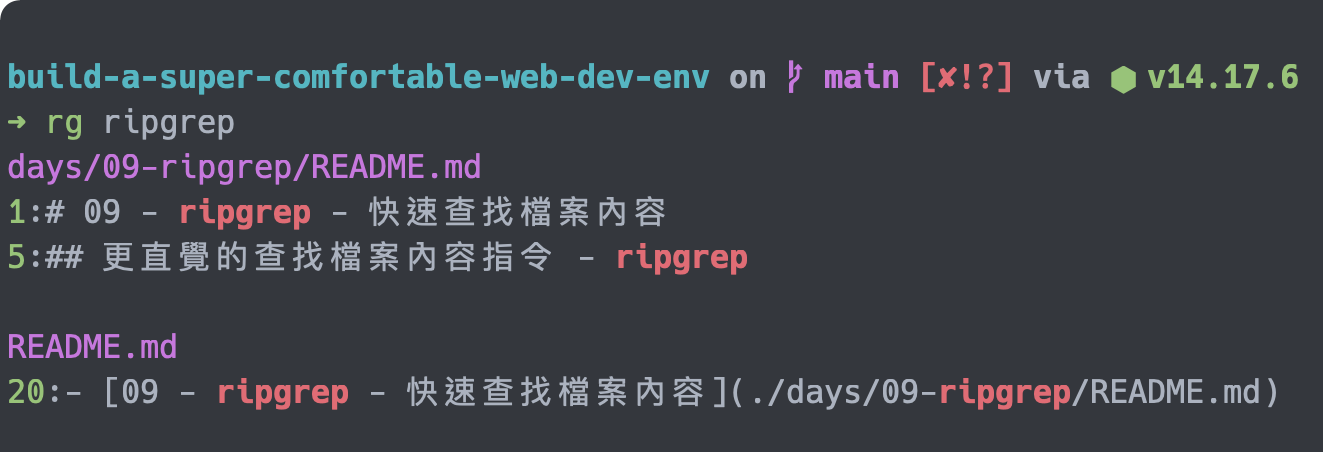 build-a-super-comfortable-web-dev-env on  main [✘!?] via ⬢ v14.17.6
➜ rg ripgrep
days/09-ripgrep/README.md
1:# 09 - ripgrep - 快速查找檔案內容
5:## 更直覺的查找檔案內容指令 - ripgrep
README.md
20:- [09 - ripgrep - 快速查找檔案內容](./days/09-ripgrep/README.md)